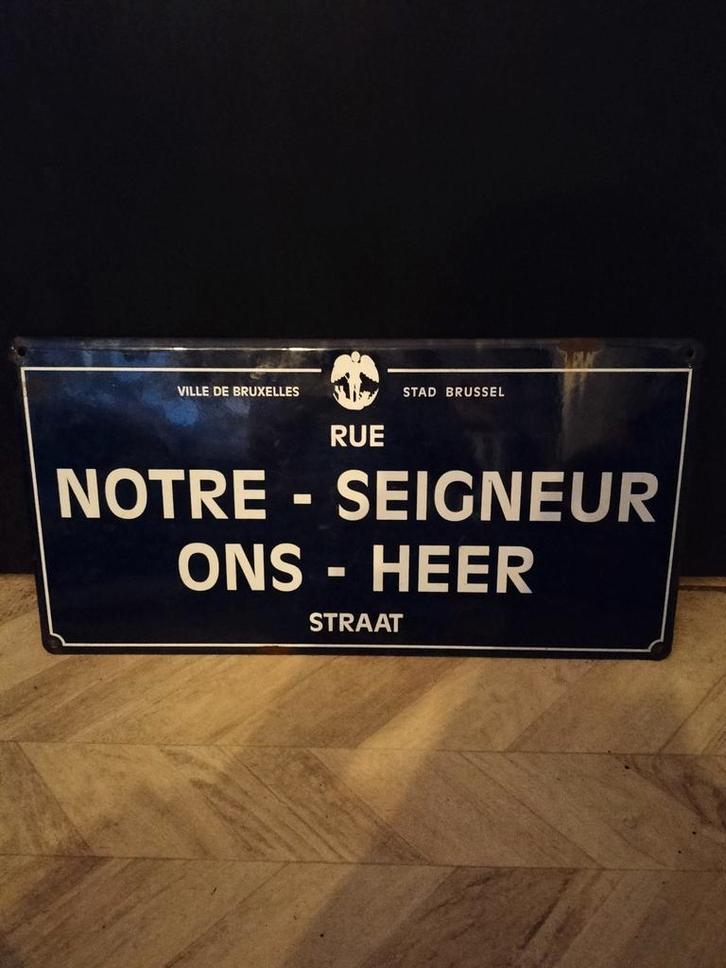 VILLE DE BRUXELLES STAD BRUSSEL
RUE
NOTRE - SEIGNEUR
ONS - HEER
STRAAT